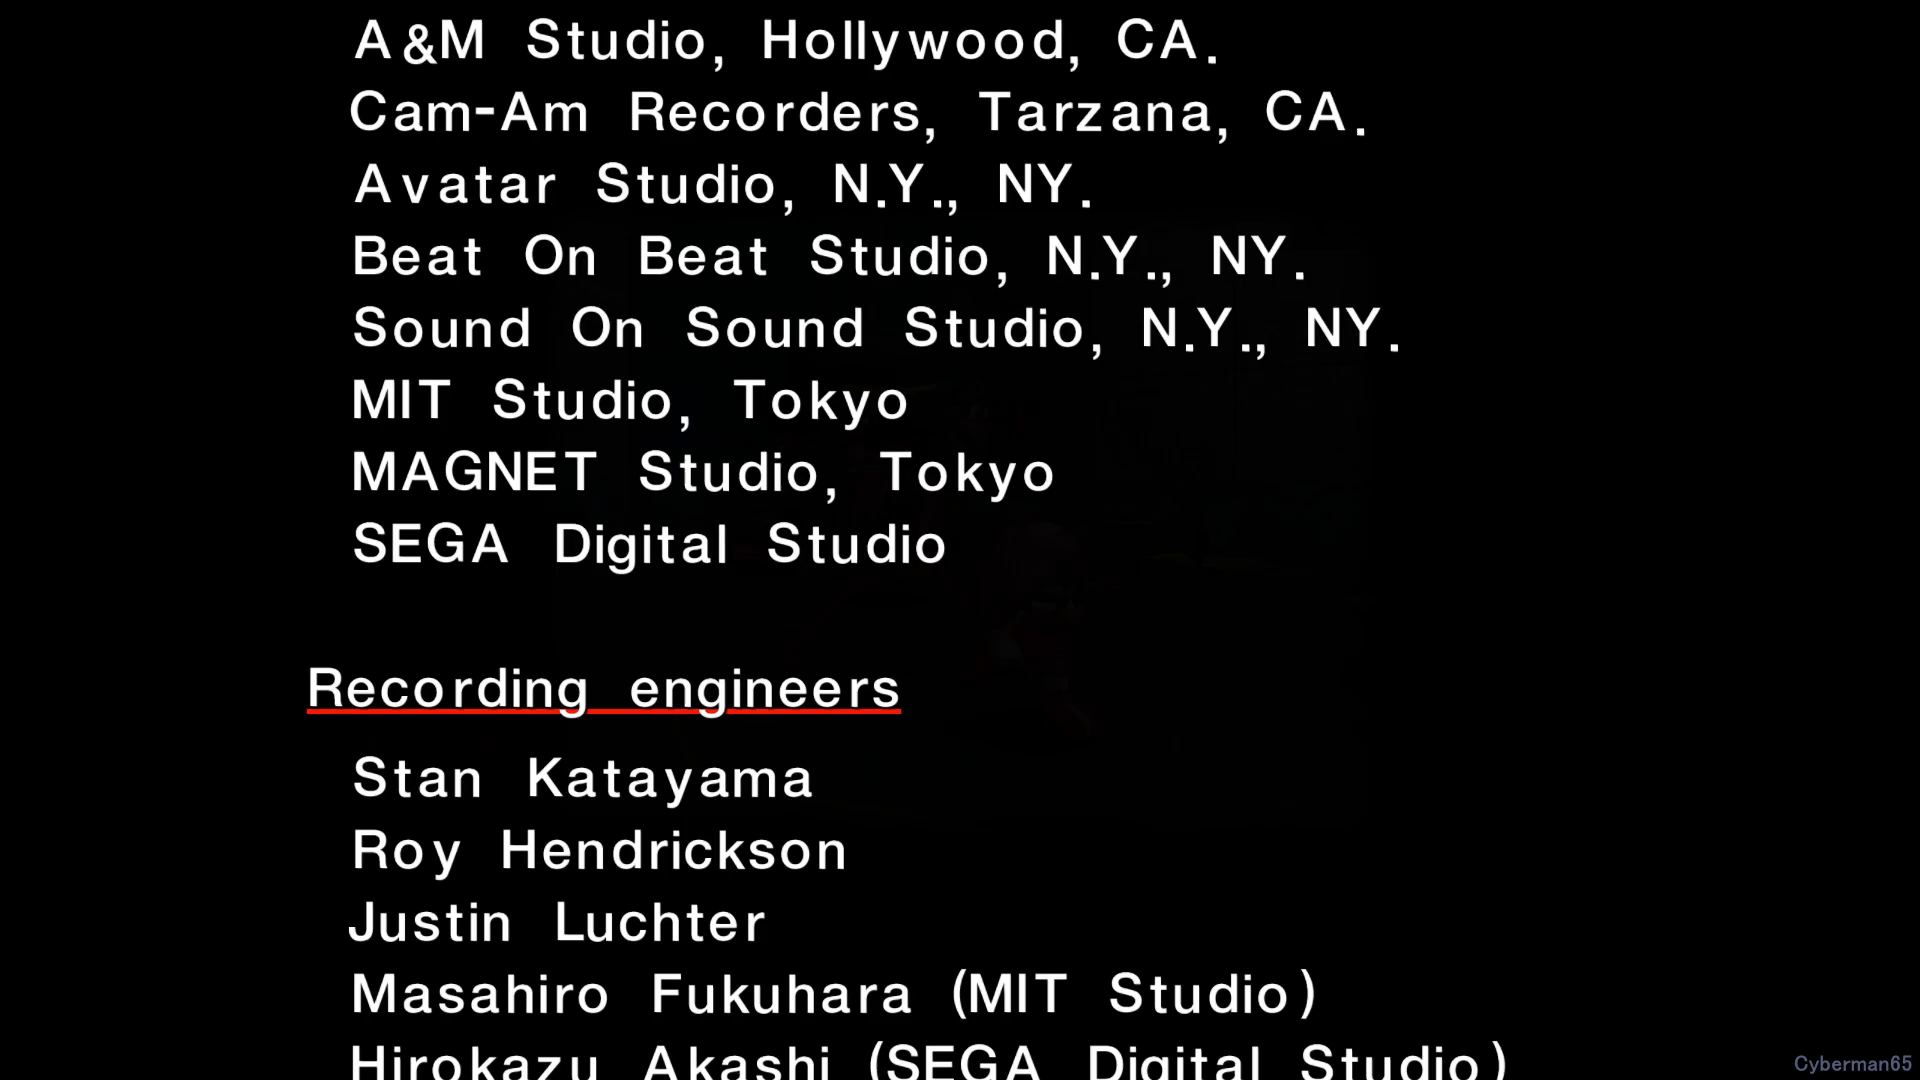 A&M Studio, Hollywood, CA.
Cam-Am Recorders, Tarzana, CA.
Avatar Studio, N.Y., NY.
Beat On Beat Studio, N.Y., NY.
Sound On Sound Studio, N.Y., NY.
MIT Studio, Tokyo
MAGNET Studio, Tokyo
SEGA Digital Studio
Recording engineers
Stan Katayama
Roy Hendrickson
Justin Luchter
Masahiro Fukuhara (MIT Studio)
Hirokazu Akashi (SEGA Digital Studio)
Cyberman65